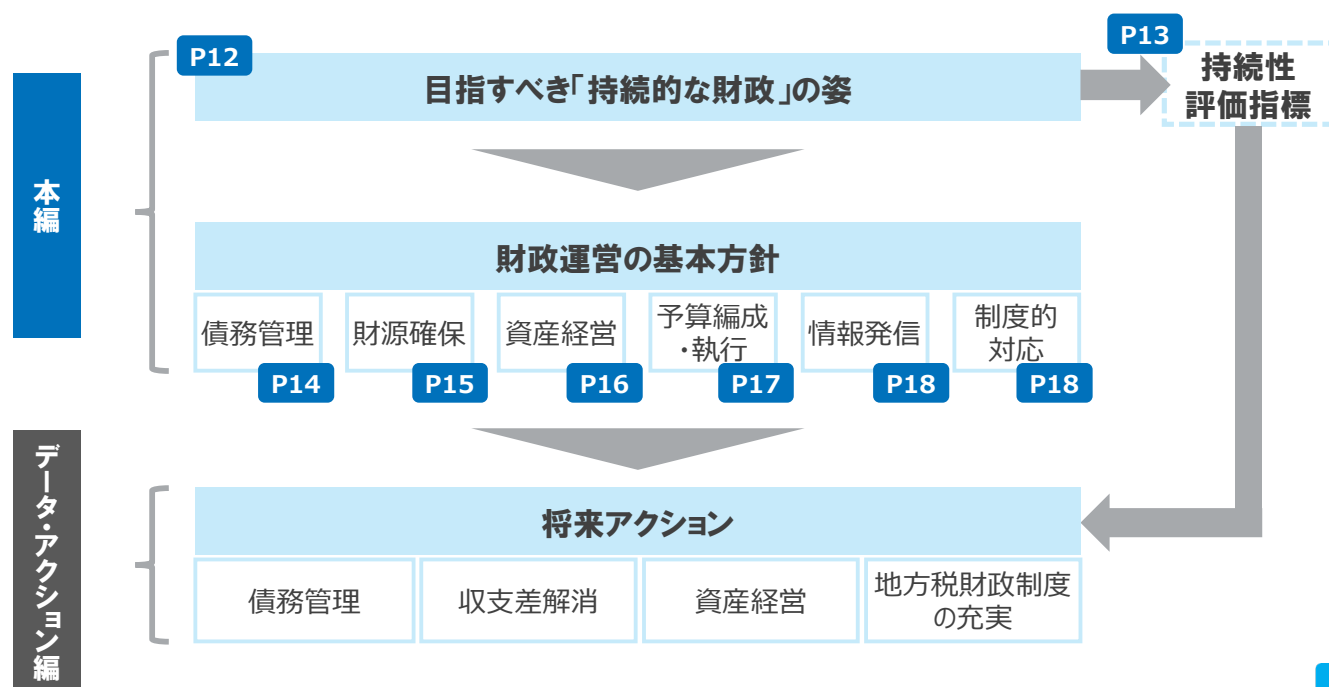 P12
目指すべき「持続的な財政」の姿
P13
持続性
評価指標
本編
財政運営の基本方針
債務管理
P14
財源確保
P15
資産経営
P16
予算編成
・執行
P17
情報発信
P18
制度的
対応
P18
データ・アクション編
将来アクション
債務管理
収支差解消
資産経営
地方税財政制度
の充実